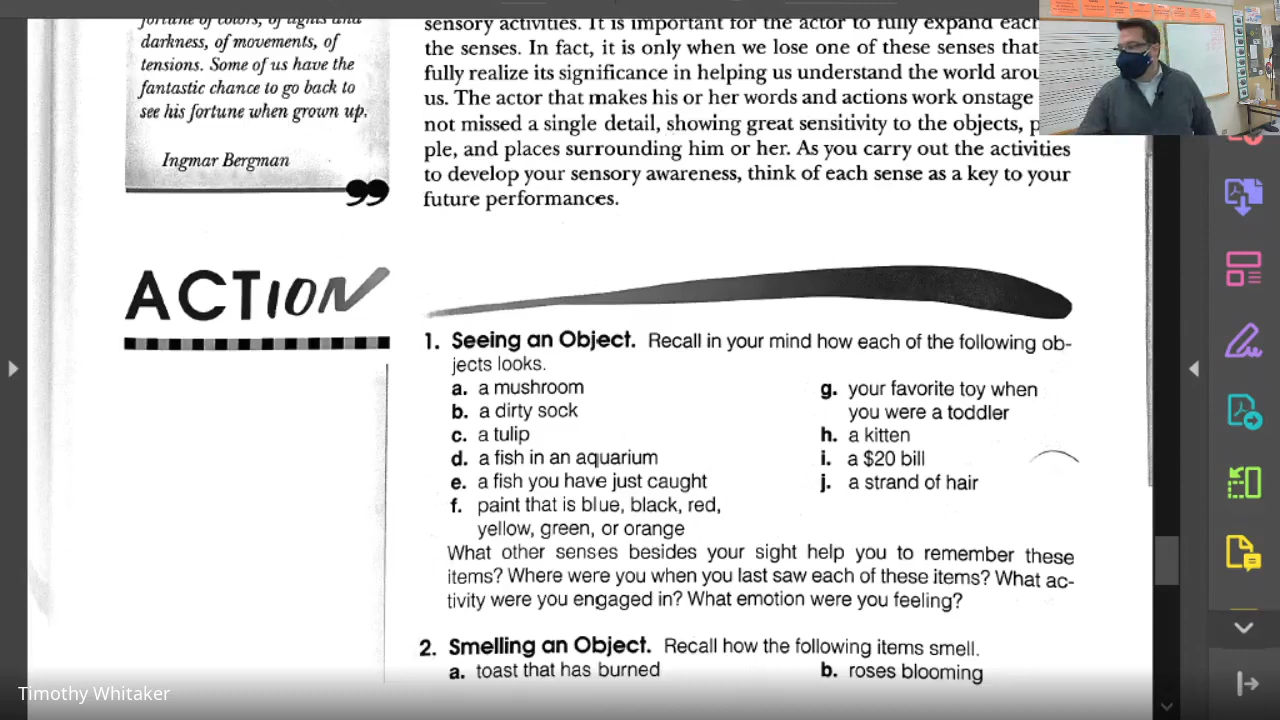 fortune of colors, of lights and
darkness, of movements, of
tensions. Some of us have the
fantastic chance to go back to
see his fortune when grown up.
Ingmar Bergman
”
sensory activities. It is important for the actor to fully expand each
the senses. In fact, it is only when we lose one of these senses that
fully realize its significance in helping us understand the world arou
us. The actor that makes his or her words and actions work onstage
not missed a single detail, showing great sensitivity to the objects, p
ple, and places surrounding him or her. As you carry out the activities
to develop your sensory awareness, think of each sense as a key to your
future performances.
ACTION
1. Seeing an Object. Recall in your mind how each of the following ob-
jects looks.
a. a mushroom
b. a dirty sock
c. a tulip
d. a fish in an aquarium
e. a fish you have just caught
f. paint that is blue, black, red,
yellow, green, or orange
g. your favorite toy when
you were a toddler
h. a kitten
i. a $20 bill
j. a strand of hair
What other senses besides your sight help you to remember these
items? Where were you when you last saw each of these items? What ac-
tivity were you engaged in? What emotion were you feeling?
2. Smelling an Object. Recall how the following items smell.
a. toast that has burned
b. roses blooming
Timothy Whitaker